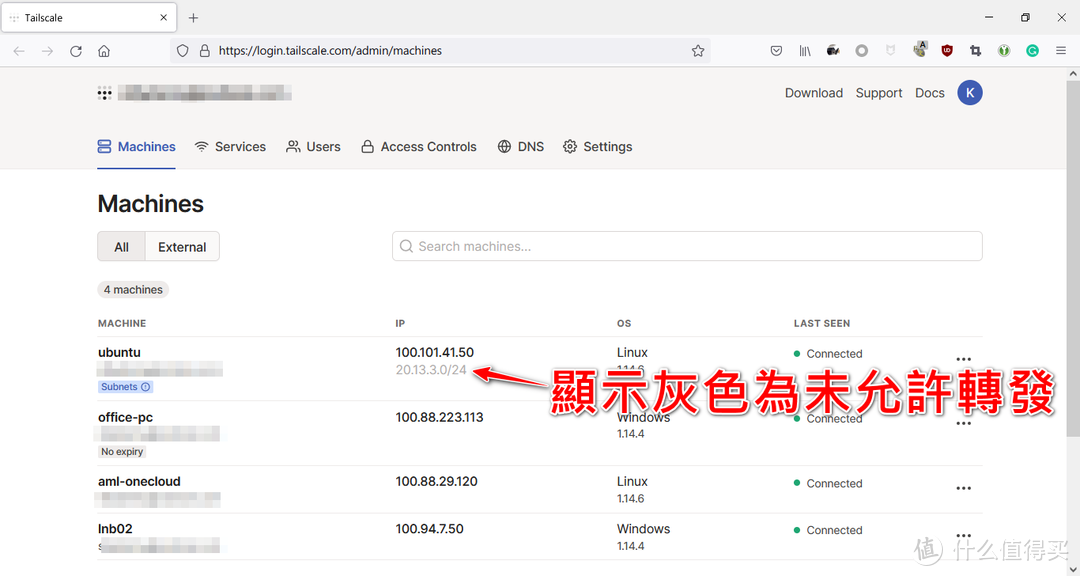 Tailscale
https://login.tailscale.com/admin/machines
Download Support Docs K
Machines Services Users Access Controls DNS Settings
Machines
All External
Search machines...
4 machines
MACHINE IP OS LAST SEEN
ubuntu 100.101.41.50 Linux Connected
20.13.3.0/24 1.14.6
Subnets
顯示灰色為未允許轉發
office-pc 100.88.223.113 Windows Connected
1.14.4
No expiry
aml-onecloud 100.88.29.120 Linux Connected
1.14.6
lnb02 100.94.7.50 Windows Connected
1.14.4
值 什么值得买